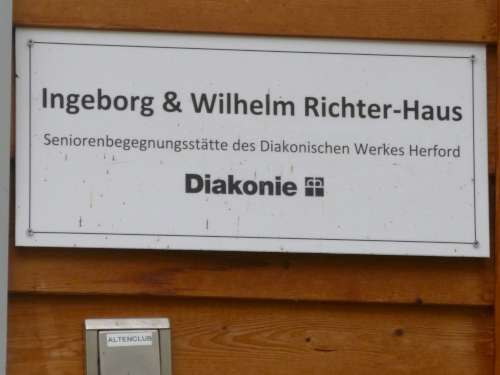 Ingeborg & Wilhelm Richter-Haus
Seniorenbegegnungsstätte des Diakonischen Werkes Herford
Diakonie
ALTENCLUB